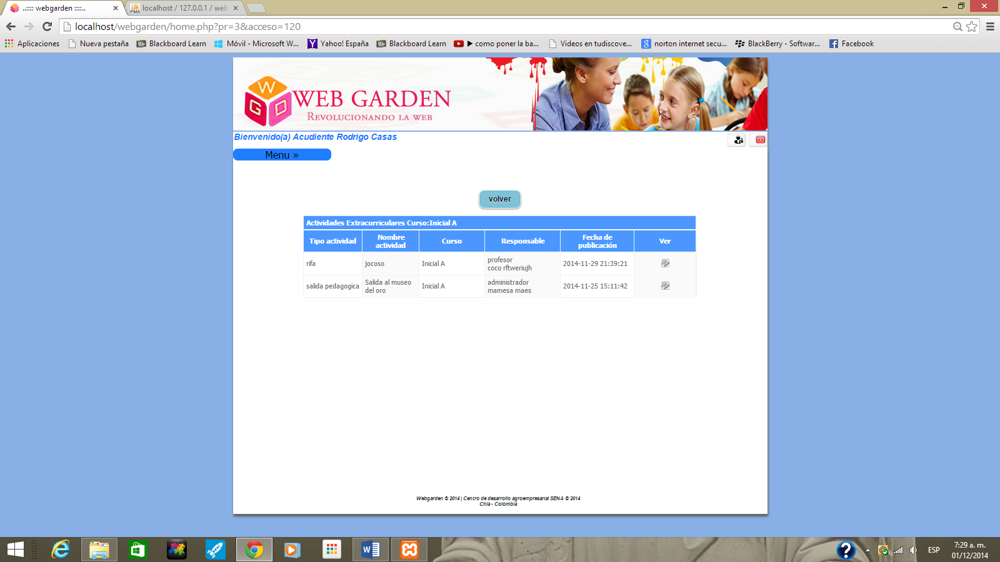 ..:::: webgarden ::::..
localhost / 127.0.0.1 / web
localhost/webgarden/home.php?pr=3&acceso=120
Aplicaciones
Nueva pestaña
Bb Blackboard Learn
Móvil - Microsoft W...
Yahoo! España
Bb Blackboard Learn
▶ como poner la ba...
Videos en tudiscove...
norton internet secu...
BlackBerry - Softwar...
Facebook
WGD
WEB GARDEN
REVOLUCIONANDO LA WEB
Bienvenido(a) Acudiente Rodrigo Casas
Menu »
volver
Actividades Extracurriculares Curso:Inicial A
Tipo actividad Nombre actividad Curso Responsable Fecha de publicación Ver
rifa jocoso Inicial A profesor coco rftweriujh 2014-11-29 21:39:21
salida pedagogica Salida al museo del oro Inicial A administrador mamesa maes 2014-11-25 15:11:42
Webgarden © 2014 | Centro de desarrollo agroempresarial SENA © 2014
Chía - Colombia
ESP
7:29 a. m.
01/12/2014